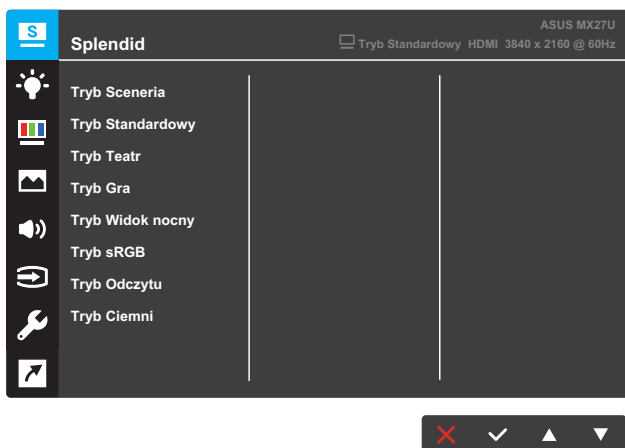 S
Splendid
ASUS MX27U
Tryb Standardowy HDMI 3840 x 2160 @ 60Hz
Tryb Sceneria
Tryb Standardowy
Tryb Teatr
Tryb Gra
Tryb Widok nocny
Tryb sRGB
Tryb Odczytu
Tryb Ciemni